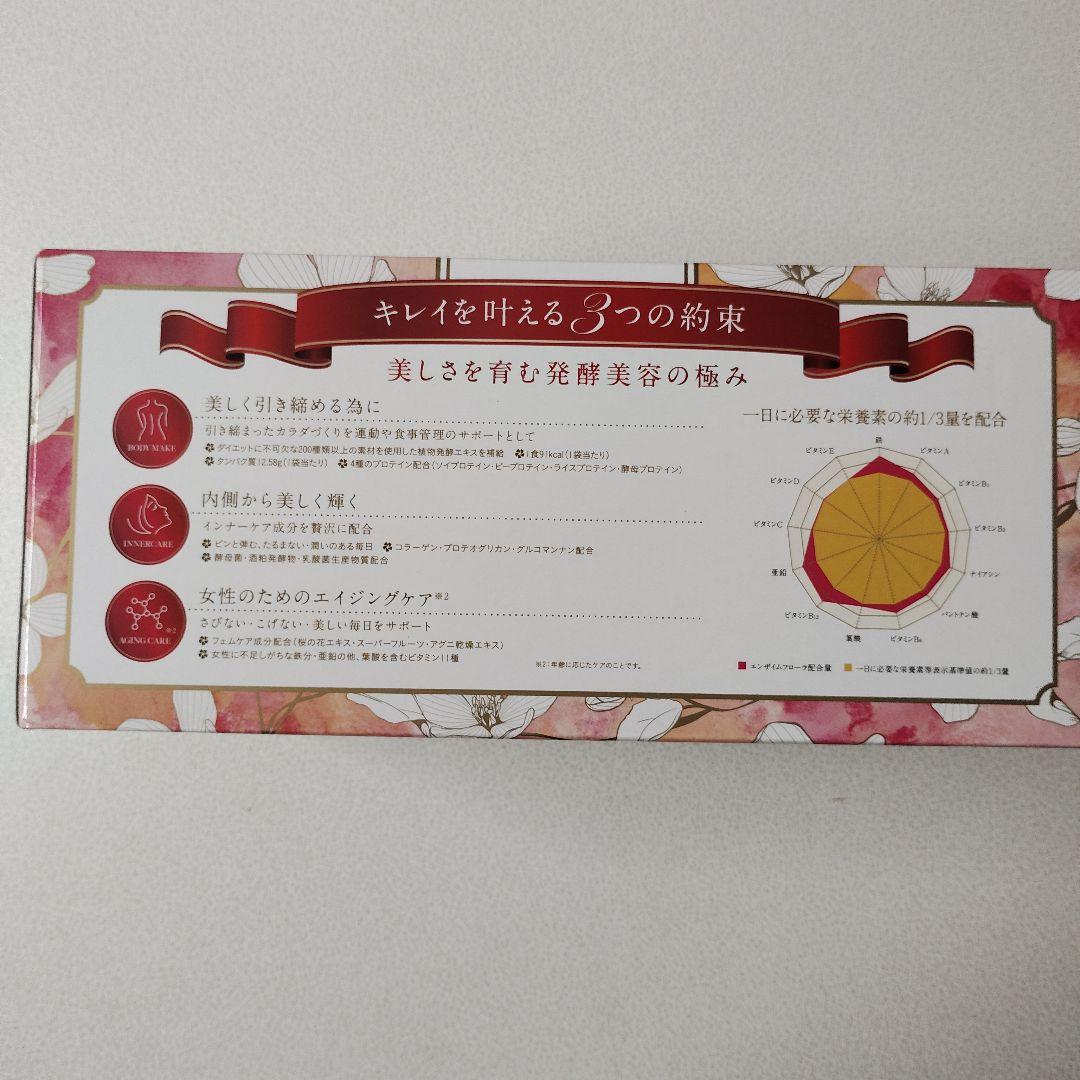 キレイを叶える3つの約束
美しさを育む発酵美容の極み
BODY MAKE
美しく引き締める為に
引き締まったカラダづくりを運動や食事管理のサポートとして
ダイエットに不可欠な200種類以上の素材を使用した植物発酵エキスを補給 1食91kcal(1袋当たり)
タンパク質12.58g(1袋当たり) 4種のプロテイン配合(ソイプロテイン・ピープロテイン・ライスプロテイン・酵母プロテイン)
INNERCARE
内側から美しく輝く
インナーケア成分を贅沢に配合
ピンと弾む、たるまない・潤いのある毎日 コラーゲン・プロテオグリカン・グルコマンナン配合
酵母菌・酒粕発酵物・乳酸菌生産物質配合
AGING CARE ※2
女性のためのエイジングケア※2
さびない・こげない・美しい毎日をサポート
フェムケア成分配合(桜の花エキス・スーパーフルーツ・アグニ乾燥エキス)
女性に不足しがちな鉄分・亜鉛の他、葉酸を含むビタミン11種
※2:年齢に応じたケアのことです。
一日に必要な栄養素の約1/3量を配合
鉄
ビタミンA
ビタミンB1
ビタミンB2
ナイアシン
パントテン酸
ビタミンB6
葉酸
ビタミンB12
亜鉛
ビタミンC
ビタミンD
ビタミンE
エンザイムフローラ配合量 一日に必要な栄養素等表示基準値の約1/3量